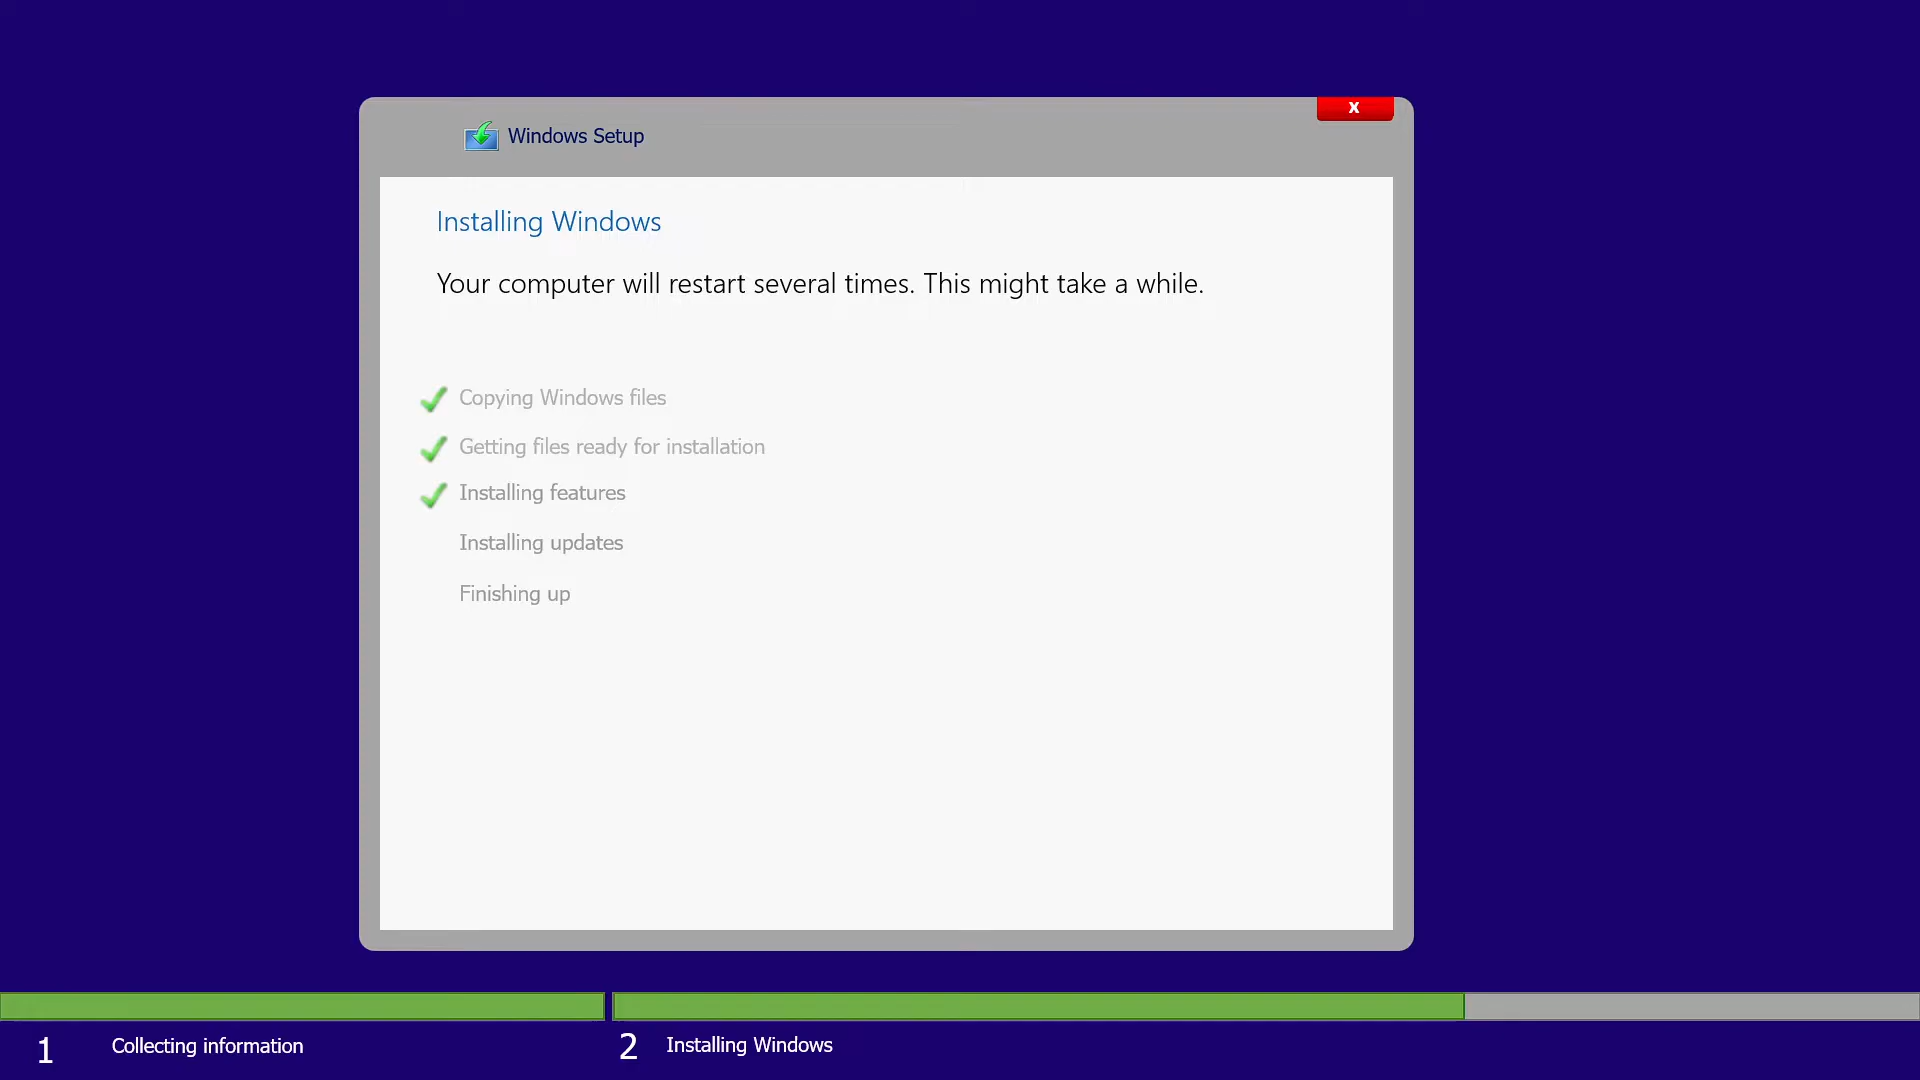 x
Windows Setup
Installing Windows
Your computer will restart several times. This might take a while.
Copying Windows files
Getting files ready for installation
Installing features
Installing updates
Finishing up
1 Collecting information
2 Installing Windows